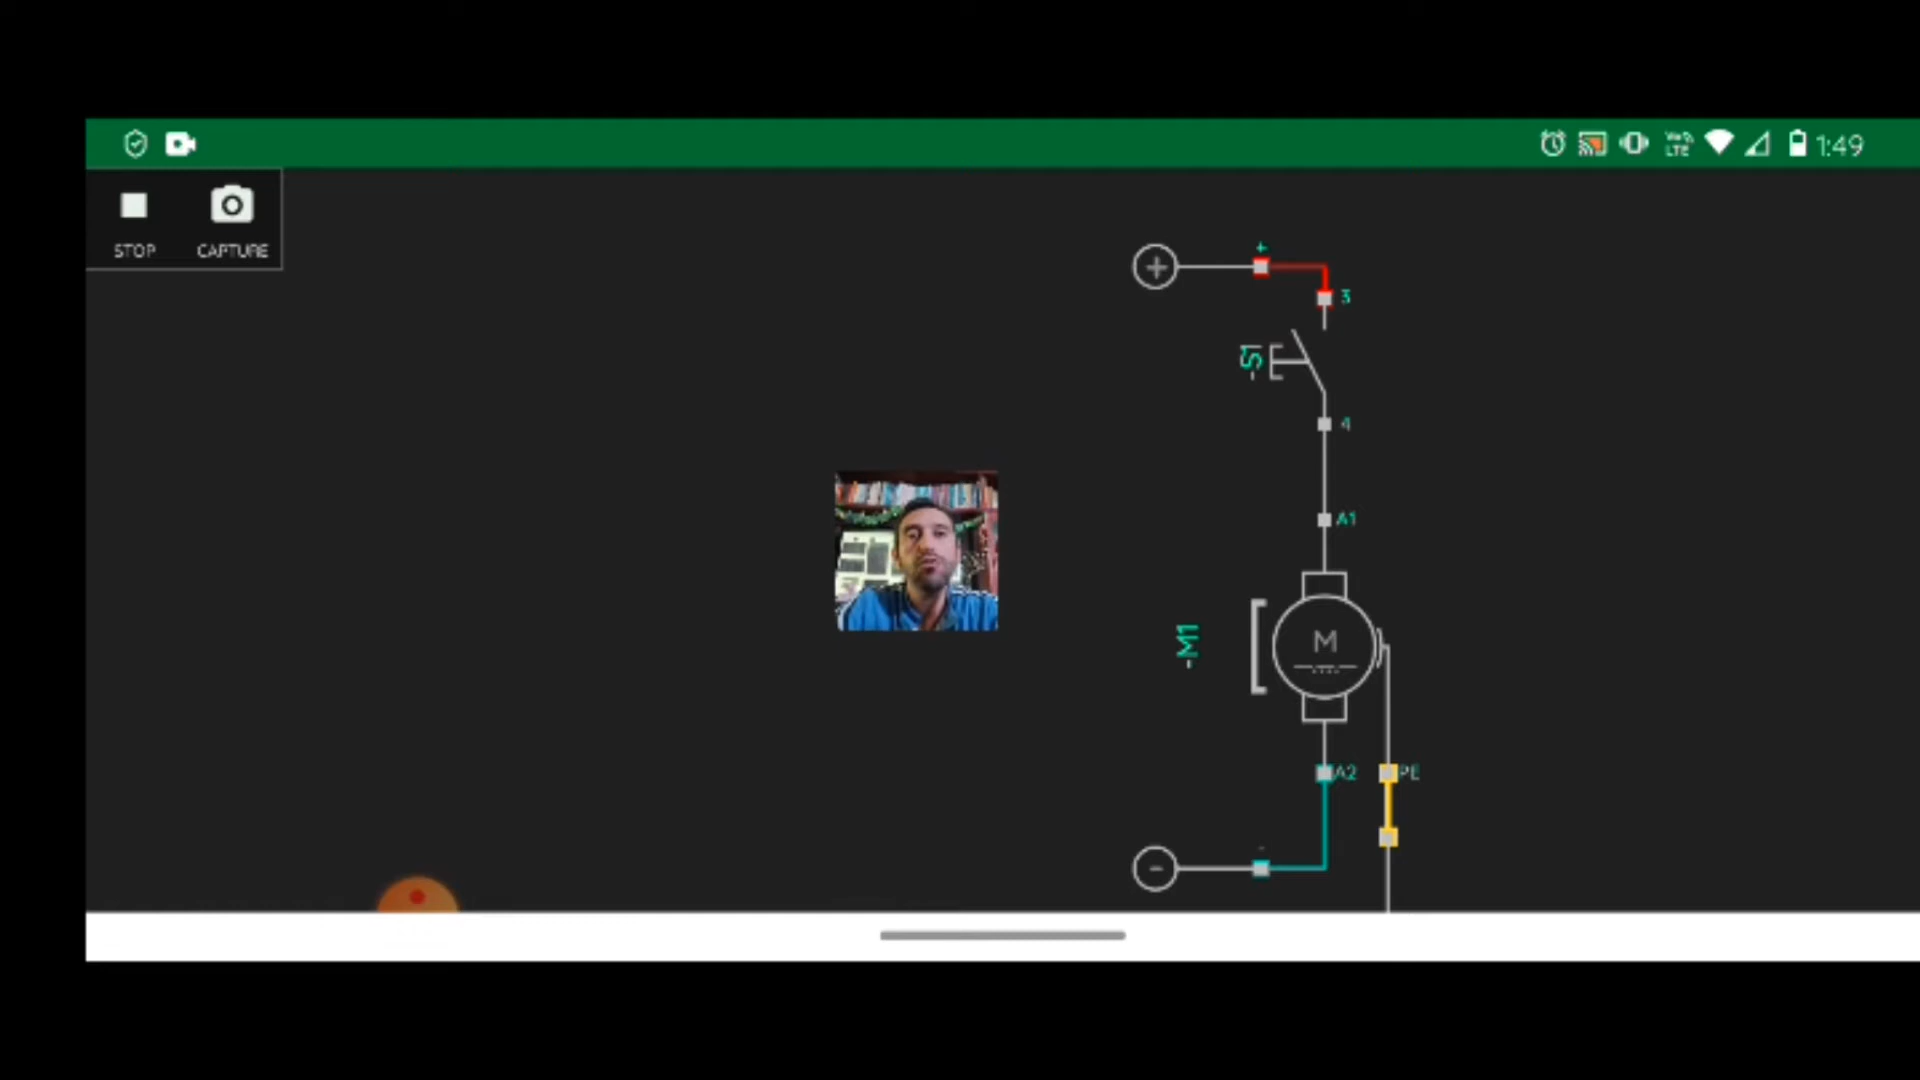 1:49
STOP CAPTURE
+
+
3
-S1
4
A1
M
-M1
A2 PE
-
-